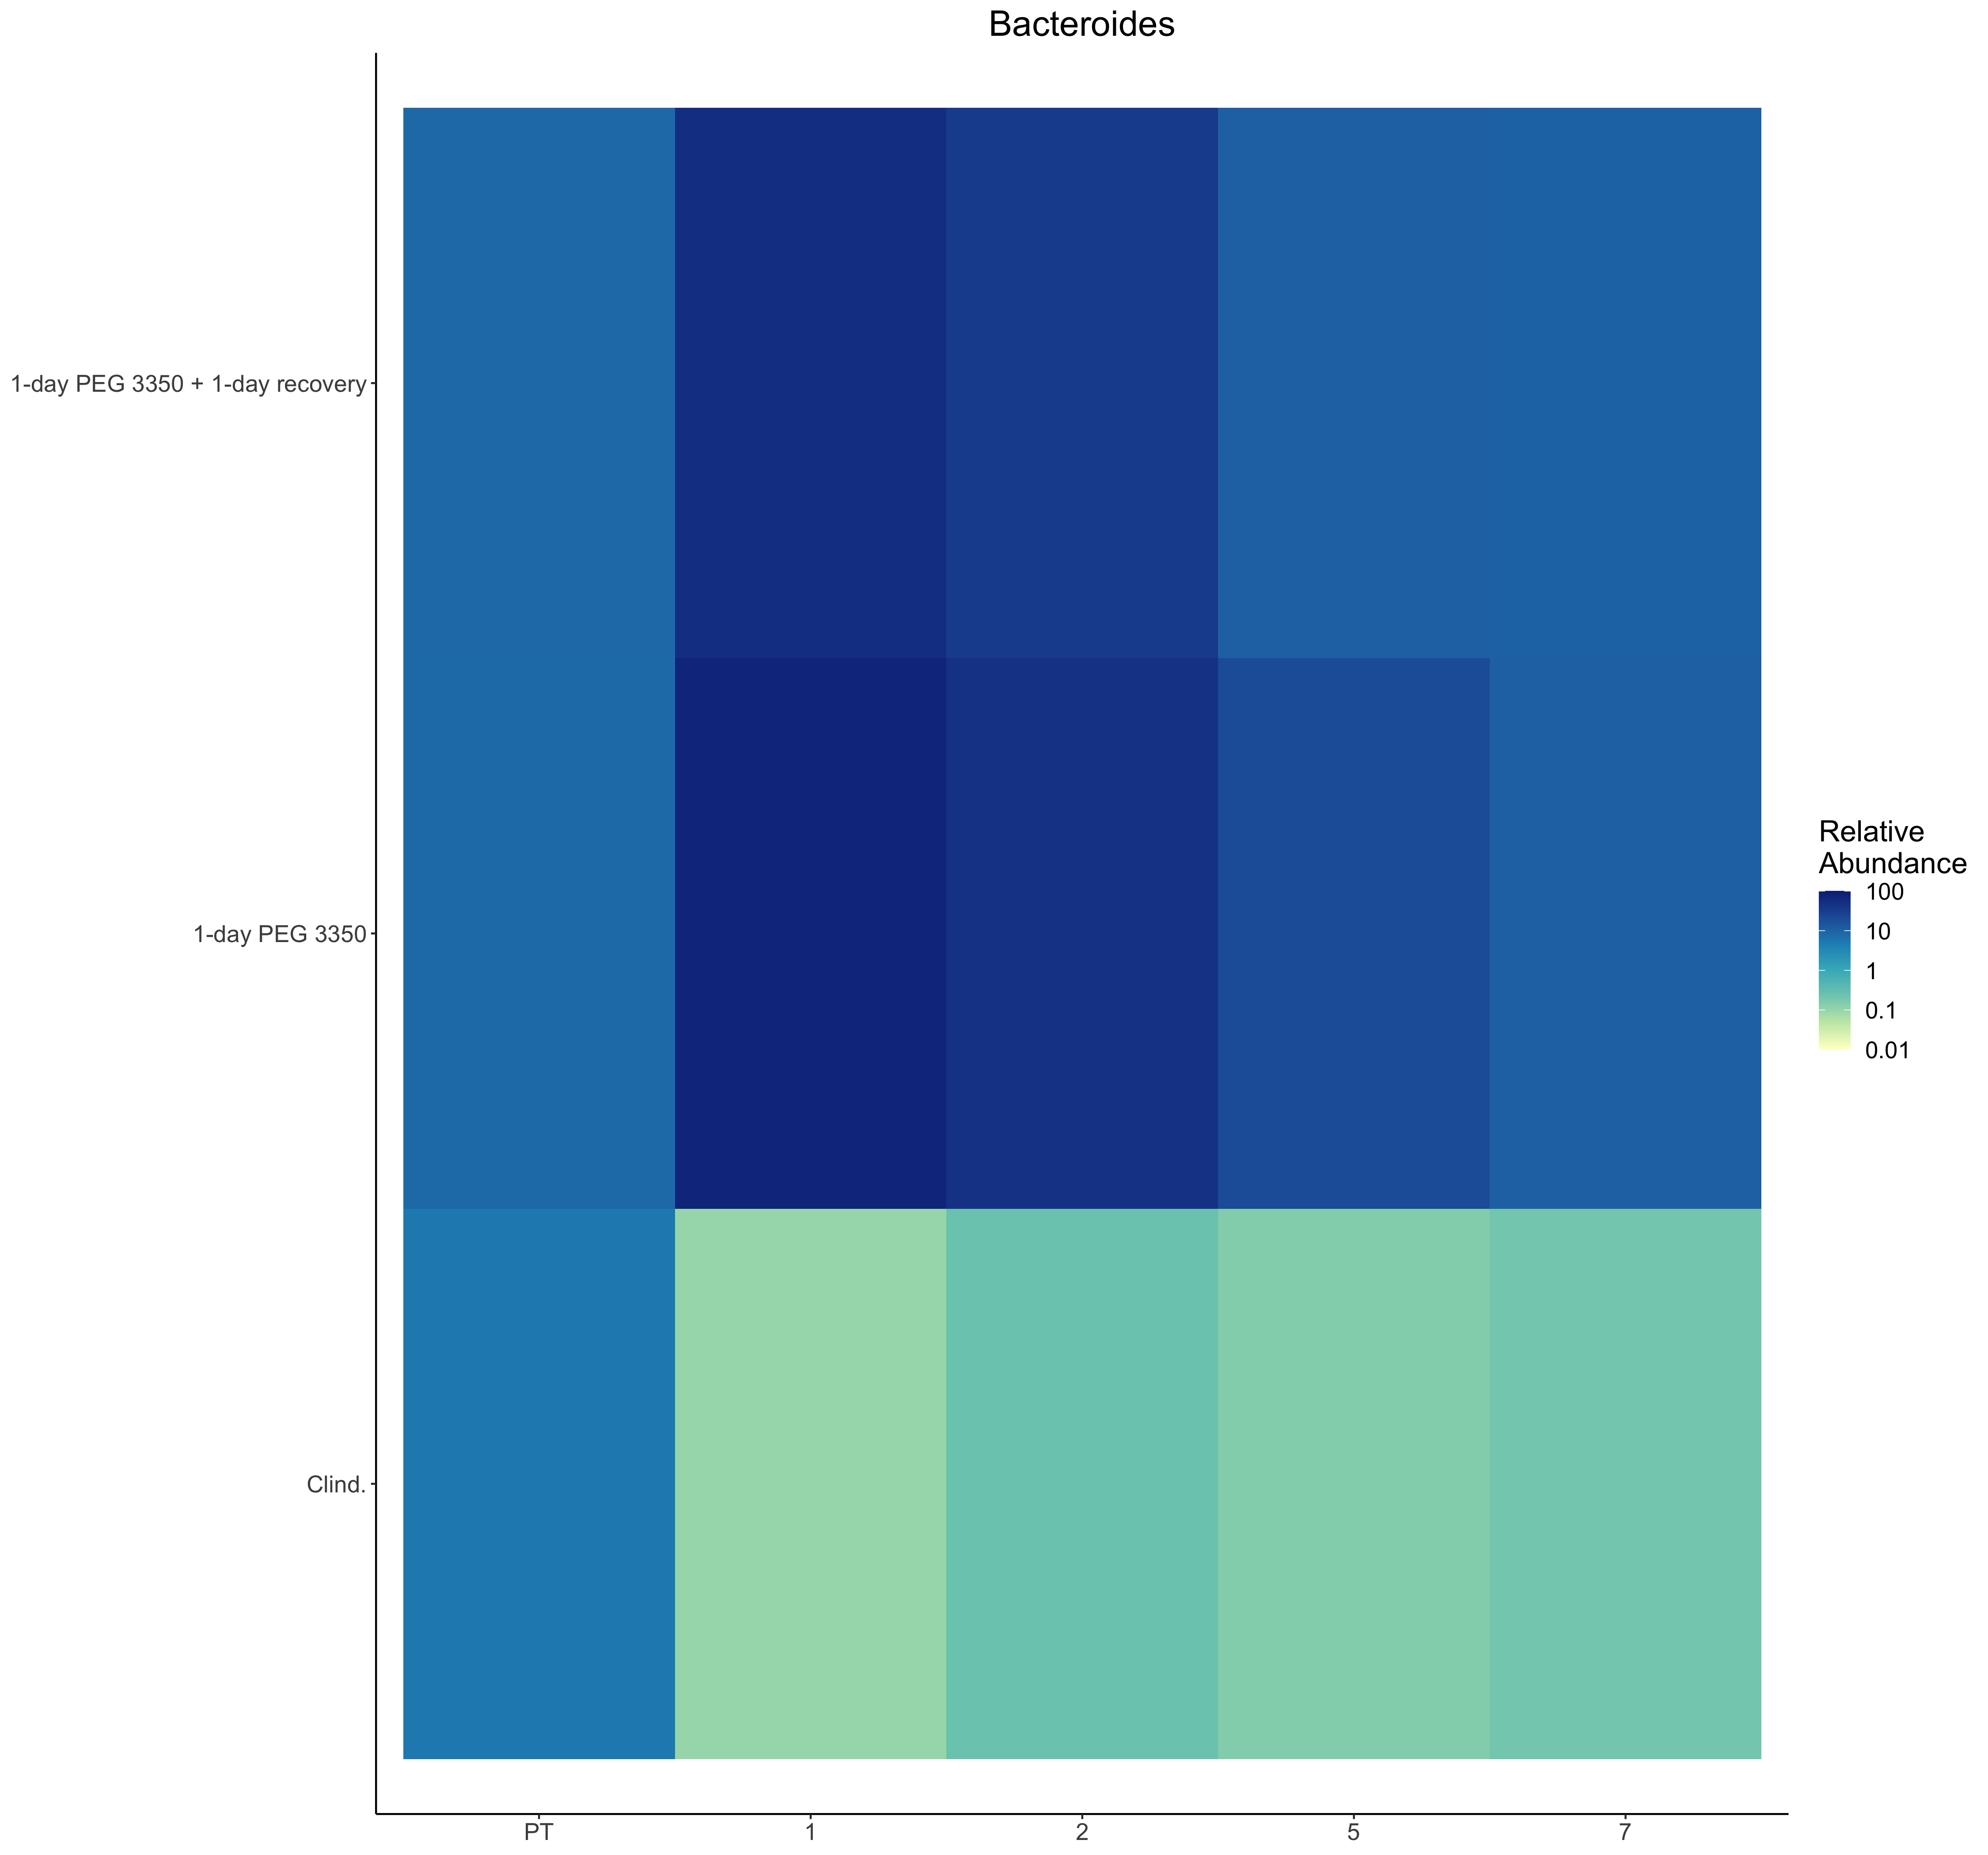 Bacteroides
1-day PEG 3350 + 1-day recovery
1-day PEG 3350
Clind.
PT 1 2 5 7
Relative
Abundance
100
10
1
0.1
0.01